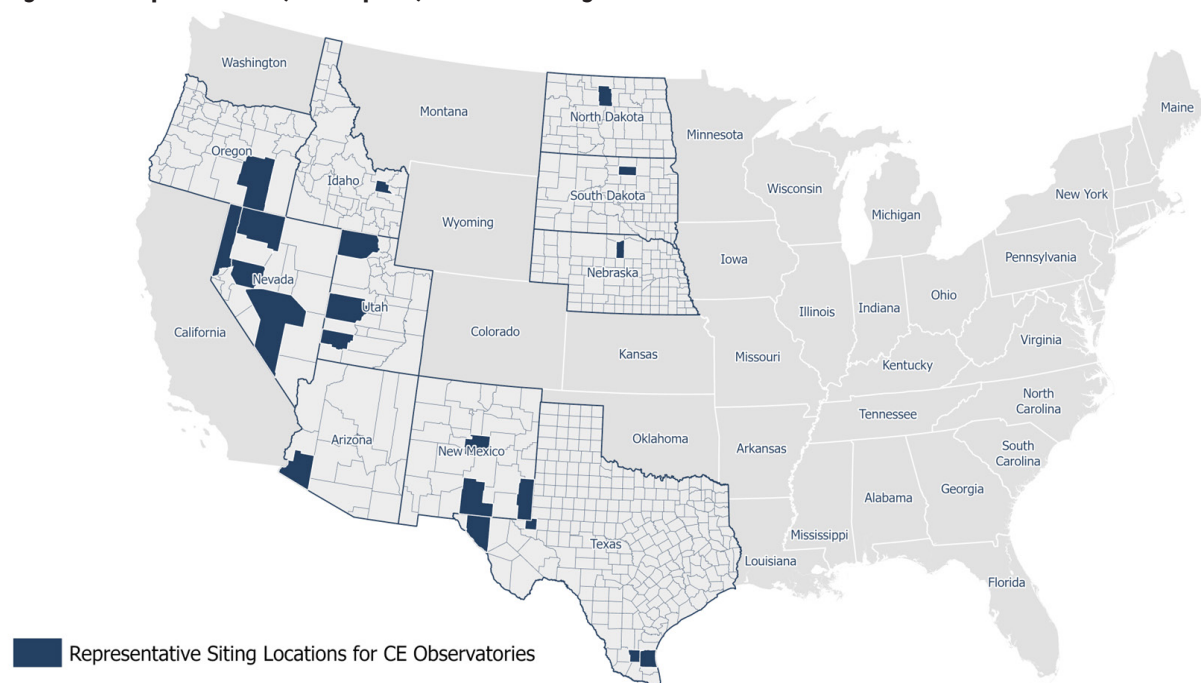 Washington
Montana
North Dakota
Minnesota
Maine
Oregon
Idaho
South Dakota
Wisconsin
New York
Wyoming
Michigan
Nebraska
Iowa
Pennsylvania
Nevada
Utah
Illinois
Indiana
Ohio
California
Colorado
Kansas
Missouri
Kentucky
Virginia
Arizona
New Mexico
Oklahoma
Arkansas
Tennessee
North
Carolina
South
Carolina
Texas
Louisiana
Mississippi
Alabama
Georgia
Florida
Representative Siting Locations for CE Observatories